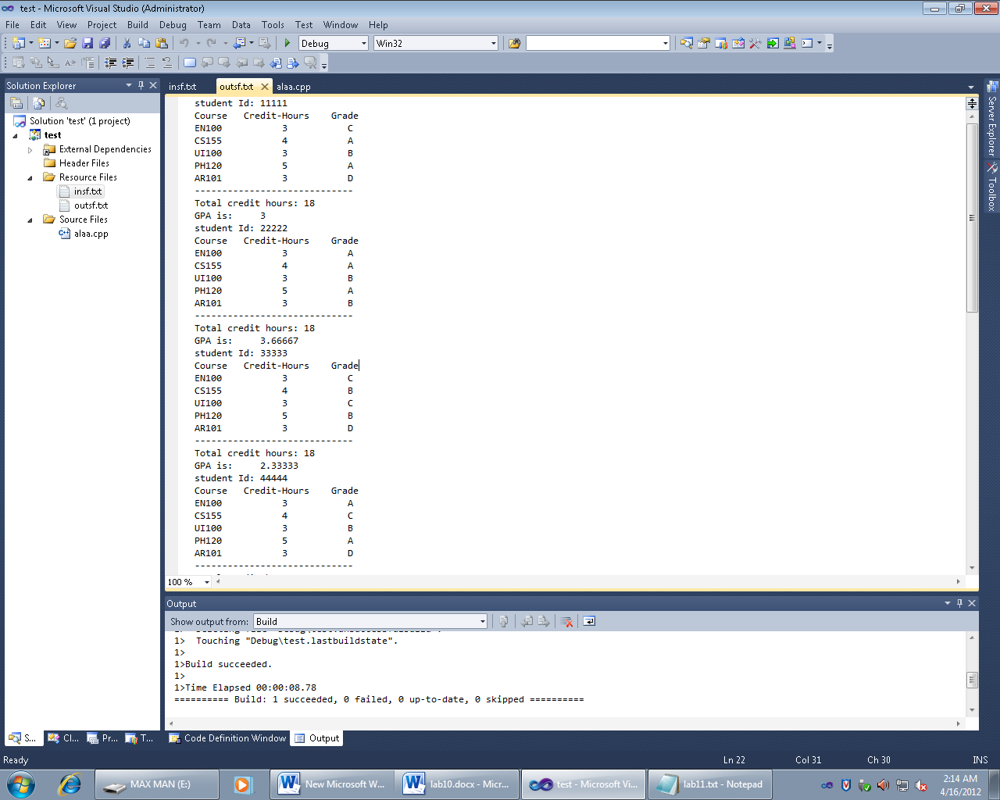 test - Microsoft Visual Studio (Administrator)
File Edit View Project Build Debug Team Data Tools Test Window Help
Debug Win32
Solution Explorer
insf.txt outsf.txt alaa.cpp
Solution 'test' (1 project)
test
External Dependencies
Header Files
Resource Files
insf.txt
outsf.txt
Source Files
alaa.cpp
student Id: 11111
Course Credit-Hours Grade
EN100 3 C
CS155 4 A
UI100 3 B
PH120 5 A
AR101 3 D
-----------------------------
Total credit hours: 18
GPA is: 3
student Id: 22222
Course Credit-Hours Grade
EN100 3 A
CS155 4 A
UI100 3 B
PH120 5 A
AR101 3 B
-----------------------------
Total credit hours: 18
GPA is: 3.66667
student Id: 33333
Course Credit-Hours Grade
EN100 3 C
CS155 4 B
UI100 3 C
PH120 5 B
AR101 3 D
-----------------------------
Total credit hours: 18
GPA is: 2.33333
student Id: 44444
Course Credit-Hours Grade
EN100 3 A
CS155 4 C
UI100 3 B
PH120 5 A
AR101 3 D
-----------------------------
100 %
Server Explorer
Toolbox
Output
Show output from: Build
1> Touching "Debug\test.lastbuildstate".
1>
1>Build succeeded.
1>
1>Time Elapsed 00:00:08.78
========== Build: 1 succeeded, 0 failed, 0 up-to-date, 0 skipped ==========
S... Cl... Pr... T... Code Definition Window Output
Ready Ln 22 Col 31 Ch 30 INS
MAX MAN (E:) New Microsoft W... lab10.docx - Micr... test - Microsoft Vi... lab11.txt - Notepad
2:14 AM
4/16/2012